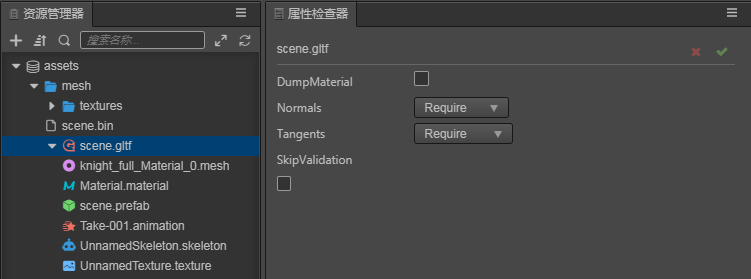 资源管理器
搜索名称...
assets
mesh
textures
scene.bin
scene.gltf
knight_full_Material_0.mesh
Material.material
scene.prefab
Take-001.animation
UnnamedSkeleton.skeleton
UnnamedTexture.texture
属性检查器
scene.gltf
DumpMaterial
Normals Require
Tangents Require
SkipValidation